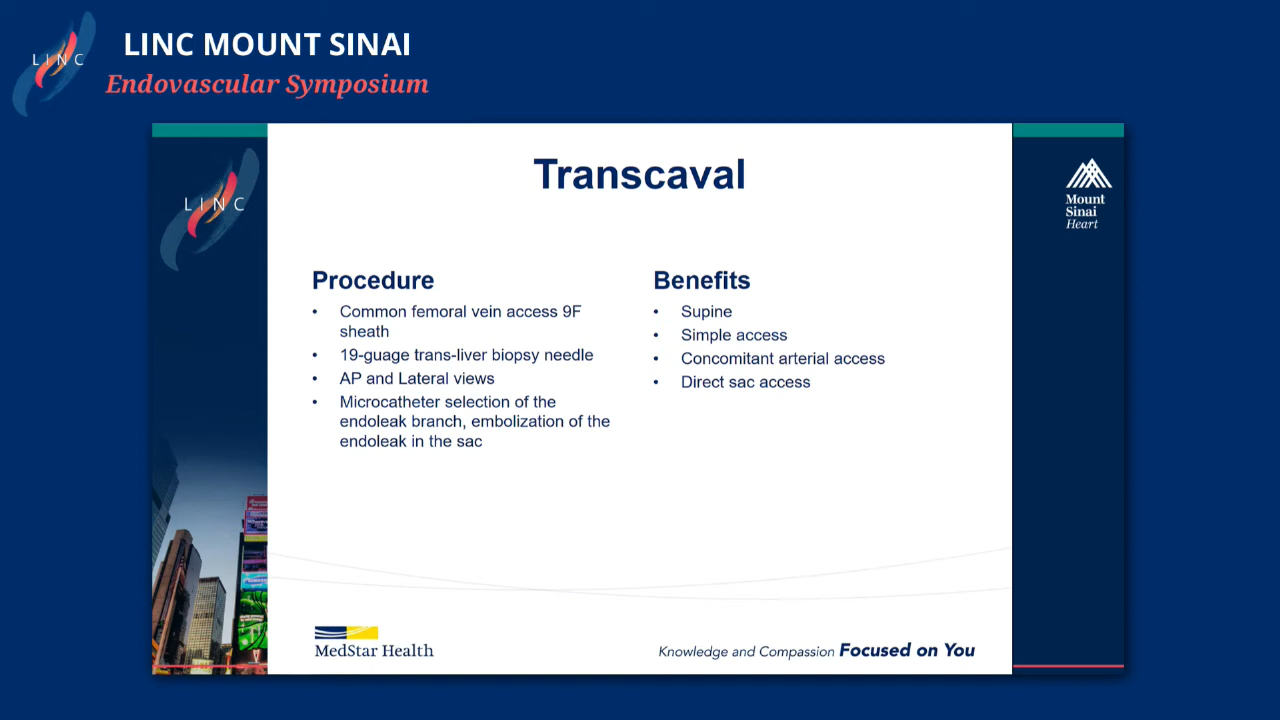 LINC
LINC MOUNT SINAI
Endovascular Symposium
LINC
Transcaval
Mount
Sinai
Heart
Procedure
• Common femoral vein access 9F
sheath
• 19-guage trans-liver biopsy needle
• AP and Lateral views
• Microcatheter selection of the
endoleak branch, embolization of the
endoleak in the sac
Benefits
• Supine
• Simple access
• Concomitant arterial access
• Direct sac access
MedStar Health
Knowledge and Compassion Focused on You